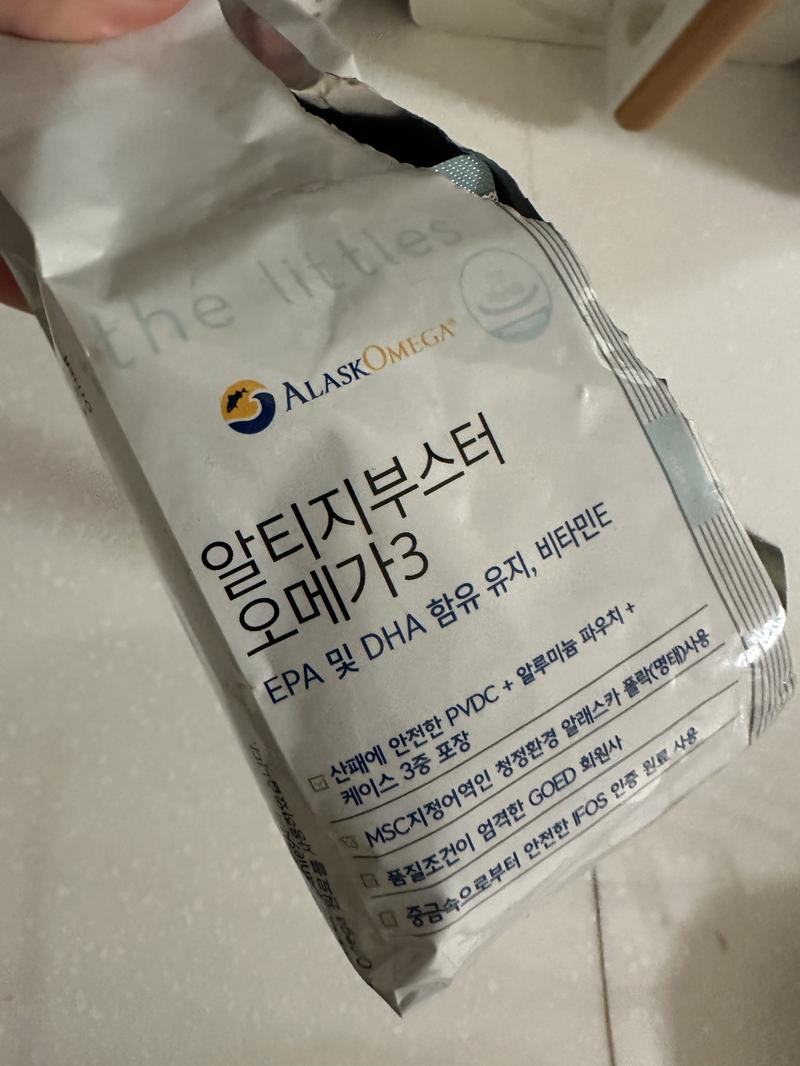 the littles
ALASKOMEGA®
알티지부스터
오메가3
EPA 및 DHA 함유 유지, 비타민E
산패에 안전한 PVDC + 알루미늄 파우치 +
케이스 3중 포장
MSC지정어역인 청정환경 알래스카 폴락(명태)사용
품질조건이 엄격한 GOED 회원사
중금속으로부터 안전한 IFOS 인증 원료 사용